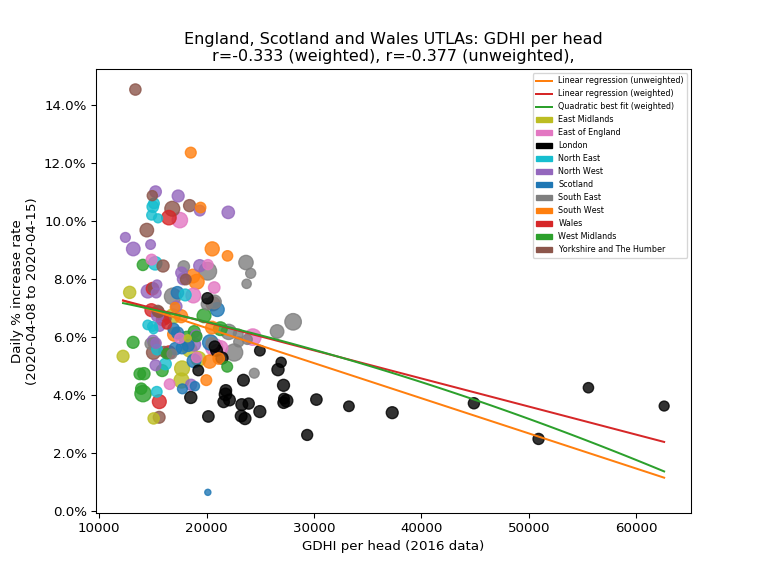 England, Scotland and Wales UTLAs: GDHI per head
r=-0.333 (weighted), r=-0.377 (unweighted),
Linear regression (unweighted)
Linear regression (weighted)
Quadratic best fit (weighted)
East Midlands
East of England
London
North East
North West
Scotland
South East
South West
Wales
West Midlands
Yorkshire and The Humber
14.0%
12.0%
10.0%
8.0%
6.0%
4.0%
2.0%
0.0%
Daily % increase rate
(2020-04-08 to 2020-04-15)
10000 20000 30000 40000 50000 60000
GDHI per head (2016 data)